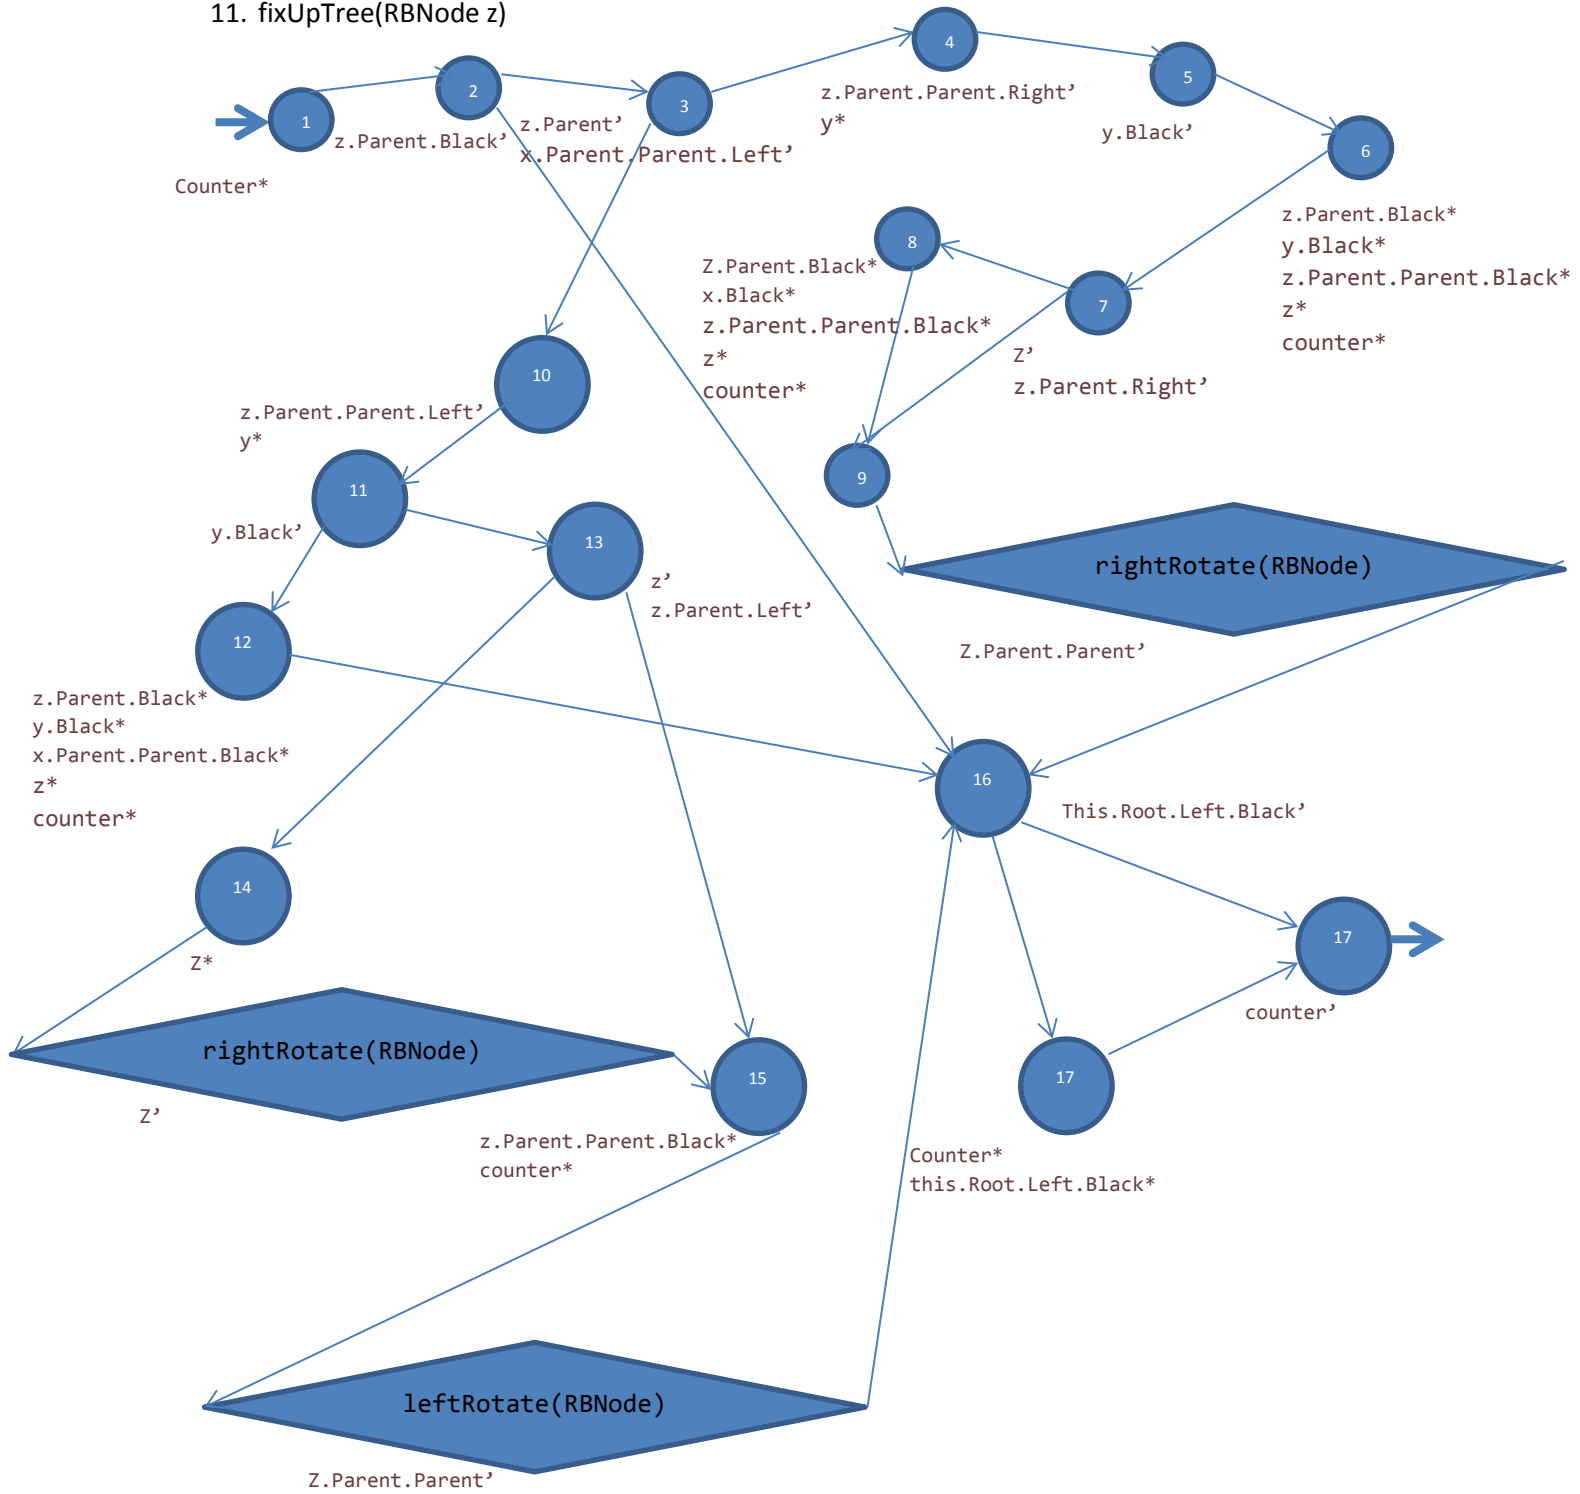 11. fixUpTree(RBNode z)
1
2
3
4
5
z.Parent.Black’
z.Parent’
x.Parent.Parent.Left’
z.Parent.Parent.Right’
y*
y.Black’
6
Counter*
z.Parent.Black*
y.Black*
z.Parent.Parent.Black*
z*
counter*
8
7
Z.Parent.Black*
x.Black*
z.Parent.Parent.Black*
z*
counter*
Z’
z.Parent.Right’
10
z.Parent.Parent.Left’
y*
9
11
y.Black’
13
z’
z.Parent.Left’
rightRotate(RBNode)
Z.Parent.Parent’
12
z.Parent.Black*
y.Black*
x.Parent.Parent.Black*
z*
counter*
16
This.Root.Left.Black’
14
Z*
17
counter’
rightRotate(RBNode)
Z’
15
z.Parent.Parent.Black*
counter*
17
Counter*
this.Root.Left.Black*
leftRotate(RBNode)
Z.Parent.Parent’